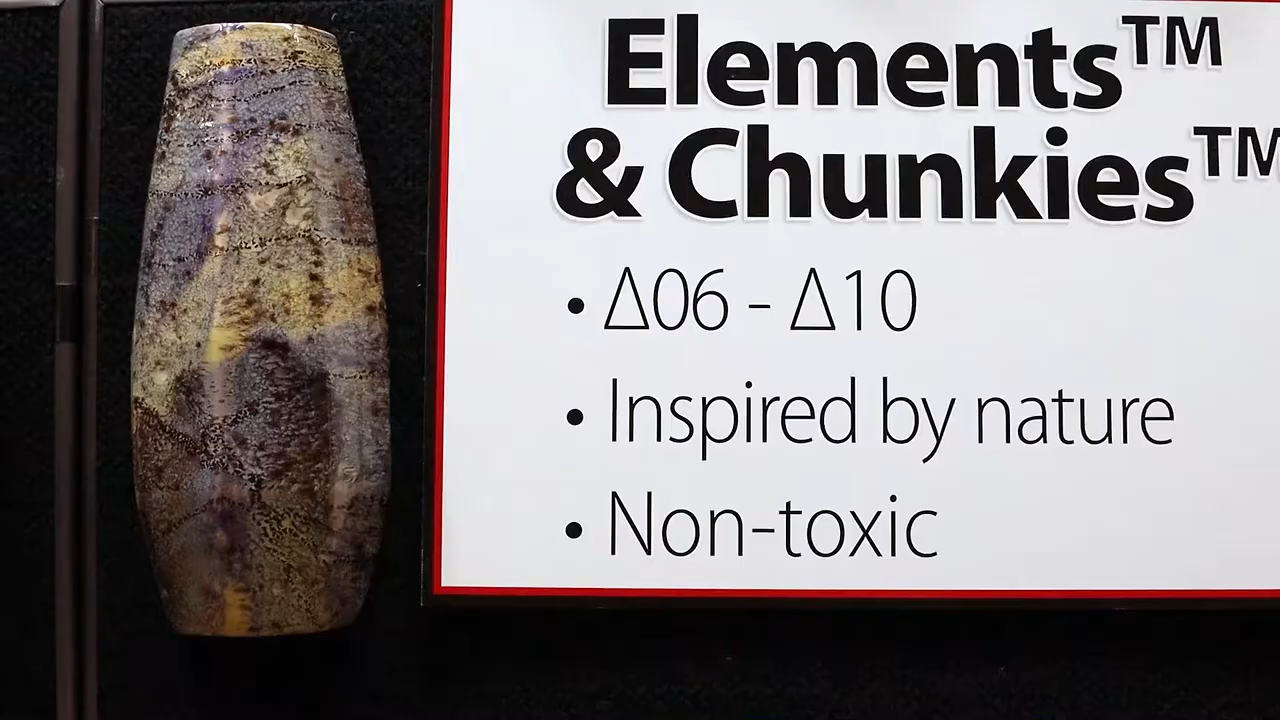 Elements™
& Chunkies™
• Δ06 - Δ10
• Inspired by nature
• Non-toxic